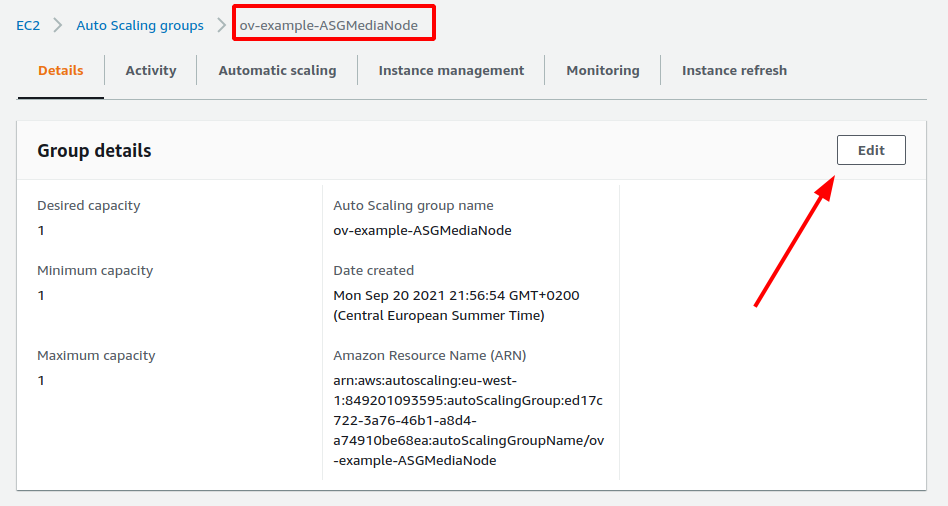 EC2 > Auto Scaling groups > ov-example-ASGMediaNode
Details Activity Automatic scaling Instance management Monitoring Instance refresh
Group details
Edit
Desired capacity
1
Minimum capacity
1
Maximum capacity
1
Auto Scaling group name
ov-example-ASGMediaNode
Date created
Mon Sep 20 2021 21:56:54 GMT+0200
(Central European Summer Time)
Amazon Resource Name (ARN)
arn:aws:autoscaling:eu-west-
1:849201093595:autoScalingGroup:ed17c
722-3a76-46b1-a8d4-
a74910be68ea:autoScalingGroupName/ov
-example-ASGMediaNode